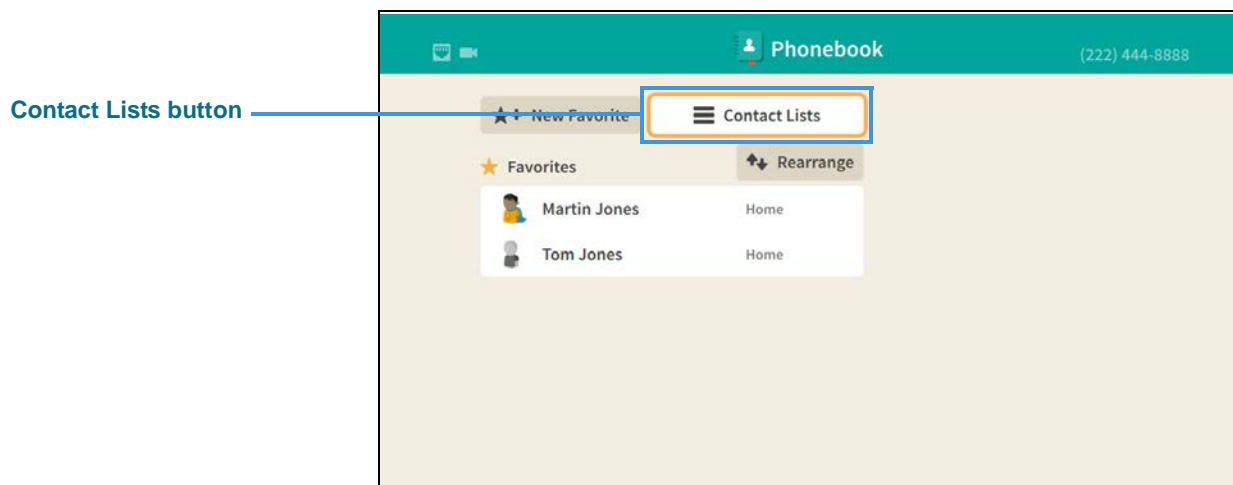 Phonebook
(222) 444-8888
Contact Lists button
New Favorite
Contact Lists
Favorites
Rearrange
Martin Jones Home
Tom Jones Home